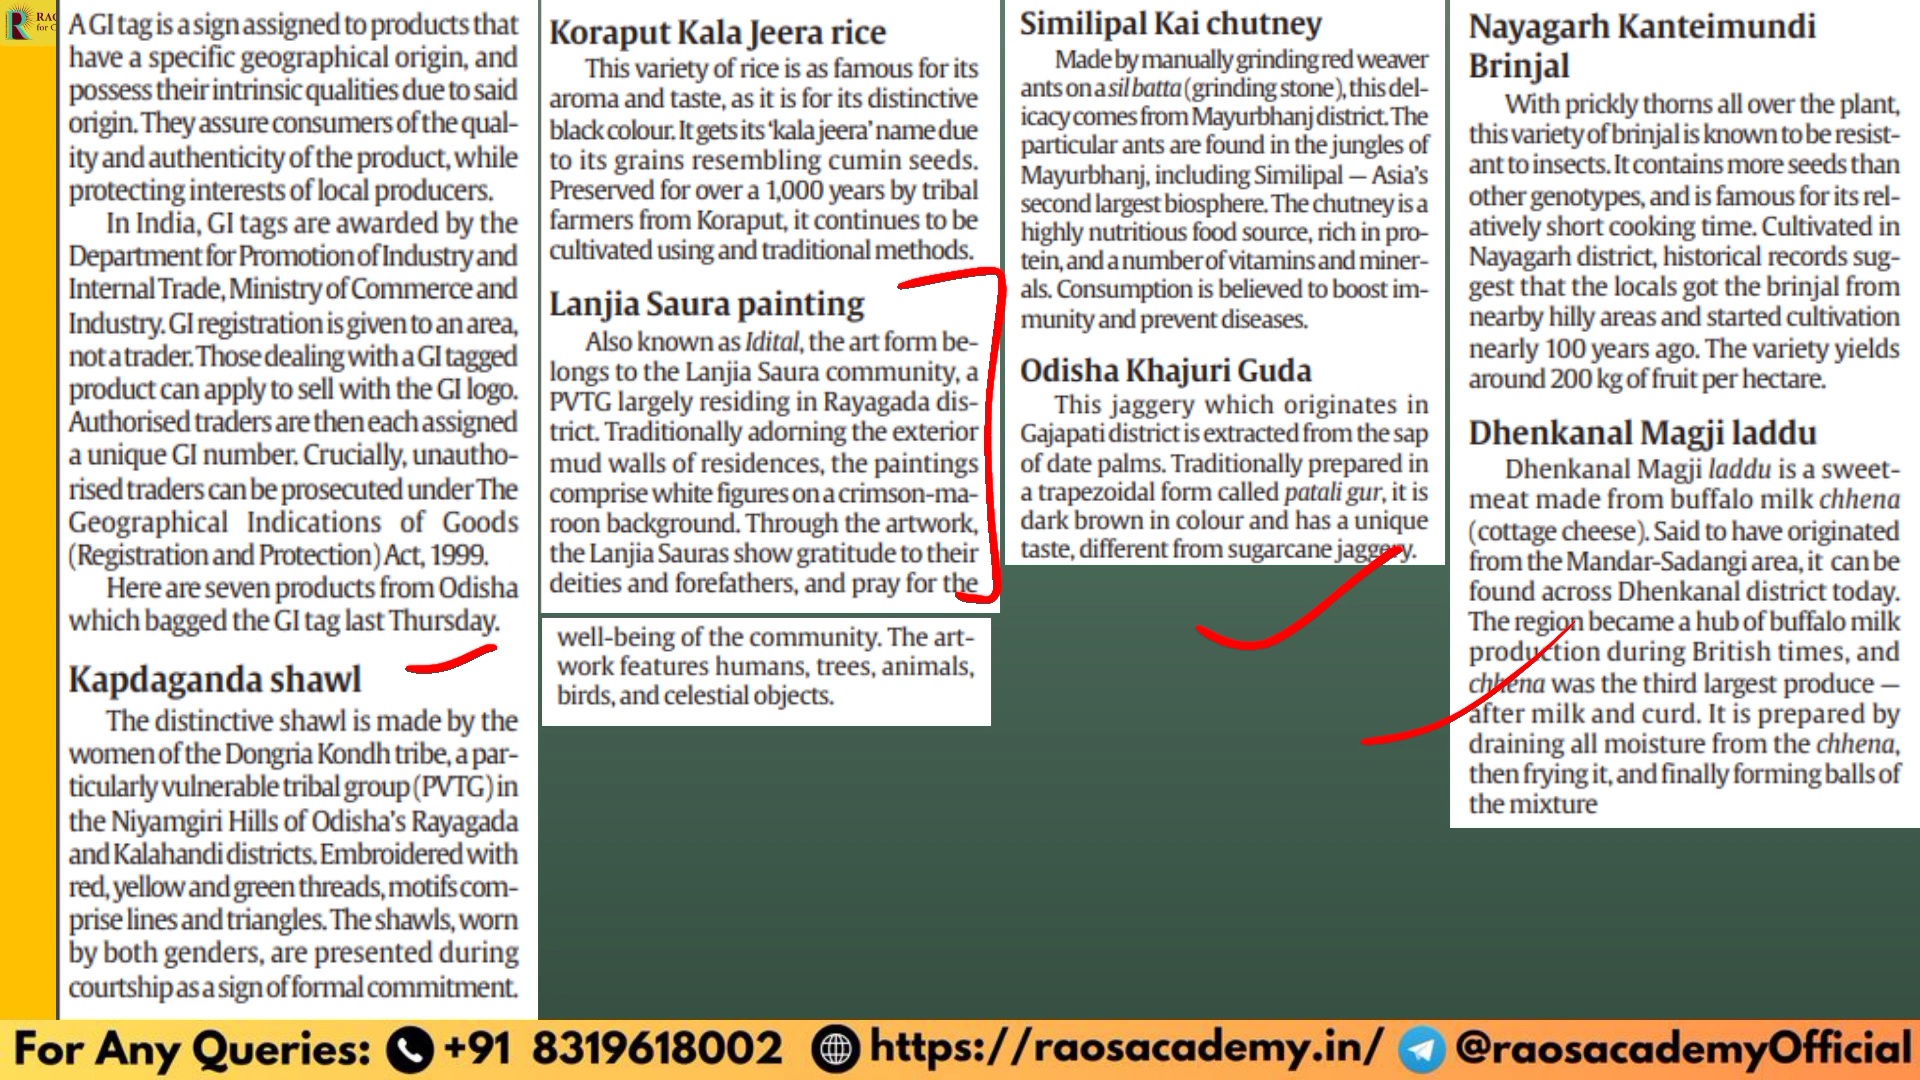 RAO
for C
A GI tag is a sign assigned to products that
have a specific geographical origin, and
possess their intrinsic qualities due to said
origin. They assure consumers of the qual-
ity and authenticity of the product, while
protecting interests of local producers.
In India, GI tags are awarded by the
Department for Promotion of Industry and
Internal Trade, Ministry of Commerce and
Industry. GI registration is given to an area,
not a trader. Those dealing with a GI tagged
product can apply to sell with the GI logo.
Authorised traders are then each assigned
a unique GI number. Crucially, unautho-
rised traders can be prosecuted under The
Geographical Indications of Goods
(Registration and Protection) Act, 1999.
Here are seven products from Odisha
which bagged the GI tag last Thursday.
Kapdaganda shawl
The distinctive shawl is made by the
women of the Dongria Kondh tribe, a par-
ticularly vulnerable tribal group (PVTG) in
the Niyamgiri Hills of Odisha's Rayagada
and Kalahandi districts. Embroidered with
red, yellow and green threads, motifs com-
prise lines and triangles. The shawls, worn
by both genders, are presented during
courtship as a sign of formal commitment.
Koraput Kala Jeera rice
This variety of rice is as famous for its
aroma and taste, as it is for its distinctive
black colour. It gets its 'kala jeera' name due
to its grains resembling cumin seeds.
Preserved for over a 1,000 years by tribal
farmers from Koraput, it continues to be
cultivated using and traditional methods.
Lanjia Saura painting
Also known as Idital, the art form be-
longs to the Lanjia Saura community, a
PVTG largely residing in Rayagada dis-
trict. Traditionally adorning the exterior
mud walls of residences, the paintings
comprise white figures on a crimson-ma-
roon background. Through the artwork,
the Lanjia Sauras show gratitude to their
deities and forefathers, and pray for the
well-being of the community. The art-
work features humans, trees, animals,
birds, and celestial objects.
Similipal Kai chutney
Made by manually grinding red weaver
ants on a sil batta (grinding stone), this del-
icacy comes from Mayurbhanj district. The
particular ants are found in the jungles of
Mayurbhanj, including Similipal — Asia's
second largest biosphere. The chutney is a
highly nutritious food source, rich in pro-
tein, and a number of vitamins and miner-
als. Consumption is believed to boost im-
munity and prevent diseases.
Odisha Khajuri Guda
This jaggery which originates in
Gajapati district is extracted from the sap
of date palms. Traditionally prepared in
a trapezoidal form called patali gur, it is
dark brown in colour and has a unique
taste, different from sugarcane jaggery.
Nayagarh Kanteimundi
Brinjal
With prickly thorns all over the plant,
this variety of brinjal is known to be resist-
ant to insects. It contains more seeds than
other genotypes, and is famous for its rel-
atively short cooking time. Cultivated in
Nayagarh district, historical records sug-
gest that the locals got the brinjal from
nearby hilly areas and started cultivation
nearly 100 years ago. The variety yields
around 200 kg of fruit per hectare.
Dhenkanal Magji laddu
Dhenkanal Magji laddu is a sweet-
meat made from buffalo milk chhena
(cottage cheese). Said to have originated
from the Mandar-Sadangi area, it can be
found across Dhenkanal district today.
The region became a hub of buffalo milk
production during British times, and
chhena was the third largest produce —
after milk and curd. It is prepared by
draining all moisture from the chhena,
then frying it, and finally forming balls of
the mixture
For Any Queries: +91 8319618002 https://raosacademy.in/ @raosacademyOfficial